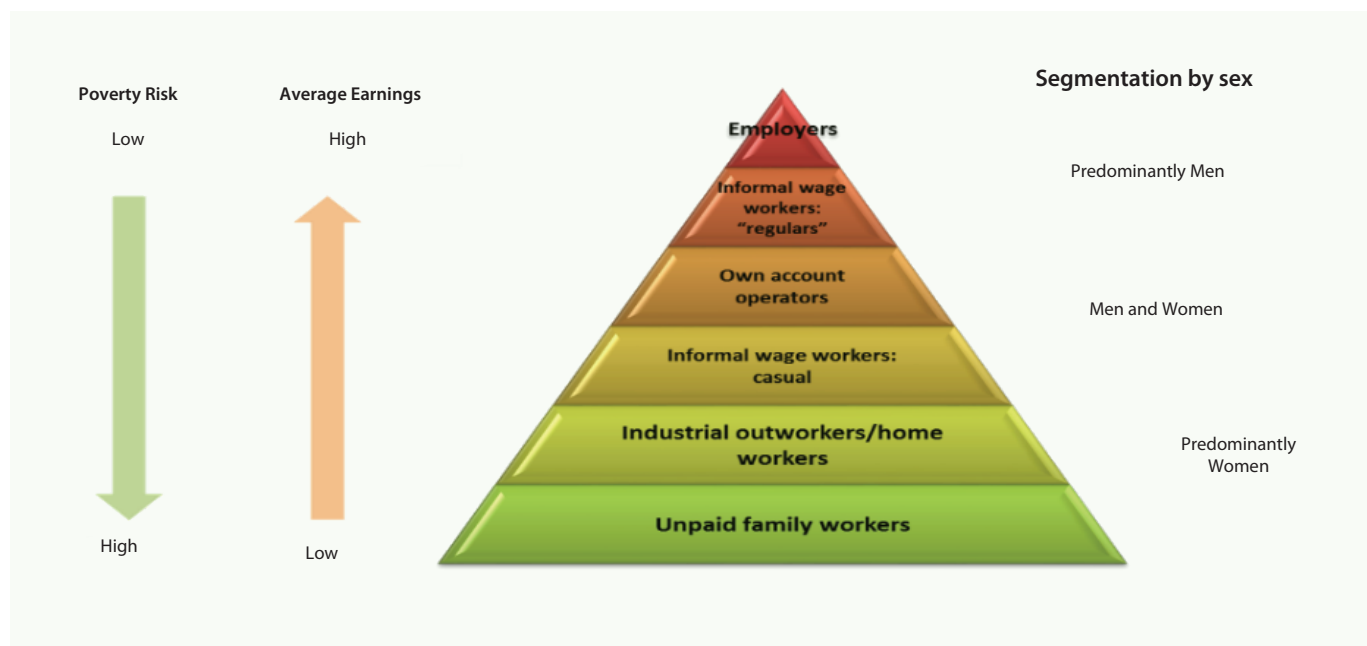 Poverty Risk
Low
High
Average Earnings
High
Low
Employers
Informal wage
workers:
“regulars”
Own account
operators
Informal wage workers:
casual
Industrial outworkers/home
workers
Unpaid family workers
Segmentation by sex
Predominantly Men
Men and Women
Predominantly
Women